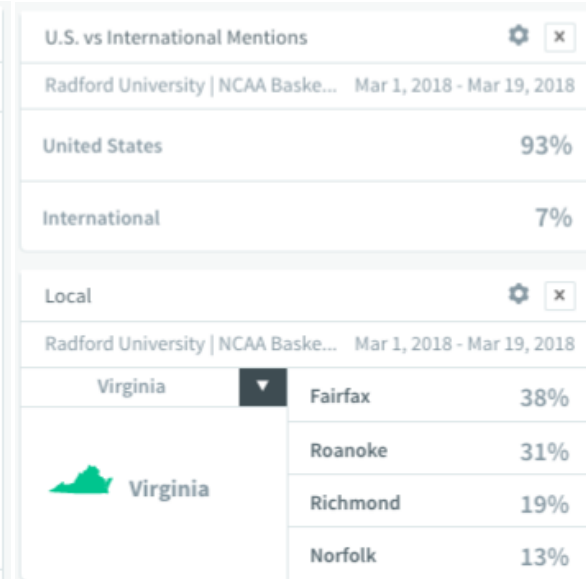 U.S. vs International Mentions
Radford University | NCAA Baske... Mar 1, 2018 - Mar 19, 2018
United States 93%
International 7%
Local
Radford University | NCAA Baske... Mar 1, 2018 - Mar 19, 2018
Virginia
Virginia
Fairfax 38%
Roanoke 31%
Richmond 19%
Norfolk 13%